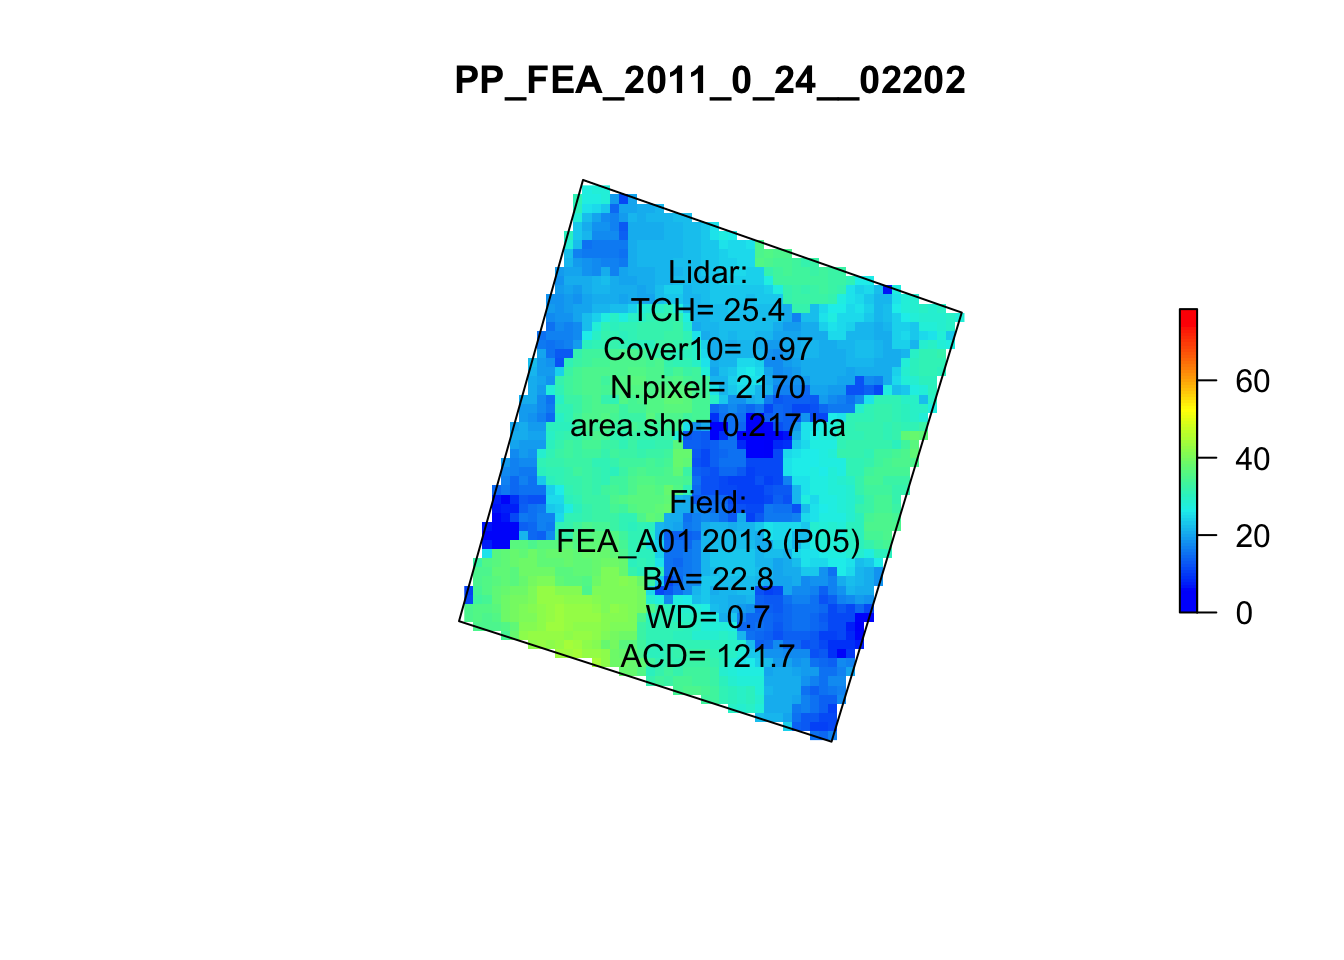 PP_FEA_2011_0_24__02202
Lidar:
TCH= 25.4
Cover10= 0.97
N.pixel= 2170
area.shp= 0.217 ha
Field:
FEA_A01 2013 (P05)
BA= 22.8
WD= 0.7
ACD= 121.7
60
40
20
0